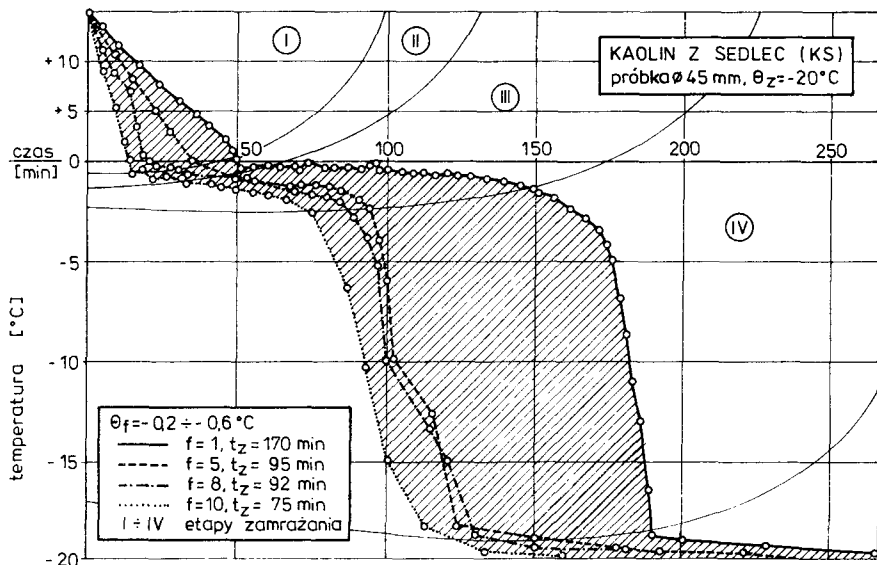 I
II
III
IV
KAOLIN Z SEDLEC (KS)
próbka ø 45 mm, Θz=-20°C
+10
+5
czas
[min]
0
50
100
150
200
250
-5
-10
-15
-20
temperatura [°C]
Θf=-0,2÷-0,6°C
f=1, tz=170 min
f=5, tz= 95 min
f=8, tz= 92 min
f=10, tz= 75 min
I÷IV etapy zamrażania